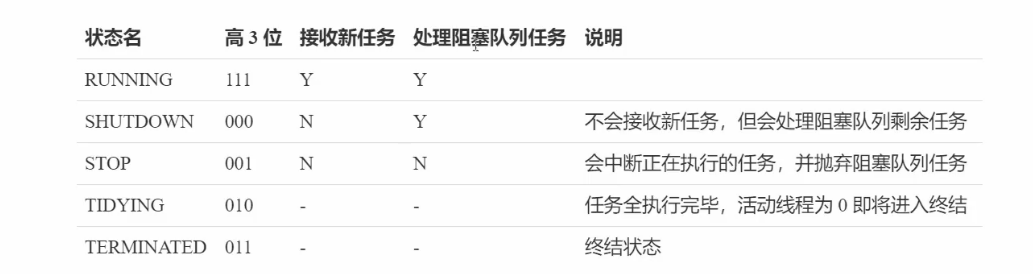 状态名 高 3 位 接收新任务 处理阻塞队列任务 说明
RUNNING 111 Y Y
SHUTDOWN 000 N Y 不会接收新任务，但会处理阻塞队列剩余任务
STOP 001 N N 会中断正在执行的任务，并抛弃阻塞队列任务
TIDYING 010 - - 任务全执行完毕，活动线程为 0 即将进入终结
TERMINATED 011 - - 终结状态